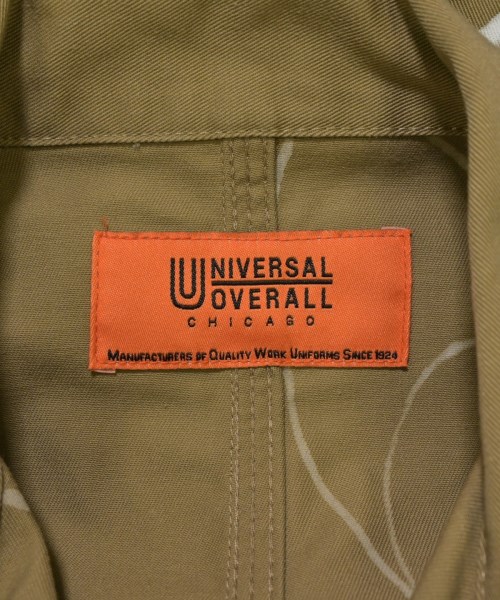 UNIVERSAL
OVERALL
CHICAGO
MANUFACTURERS OF QUALITY WORK UNIFORMS SINCE 1924